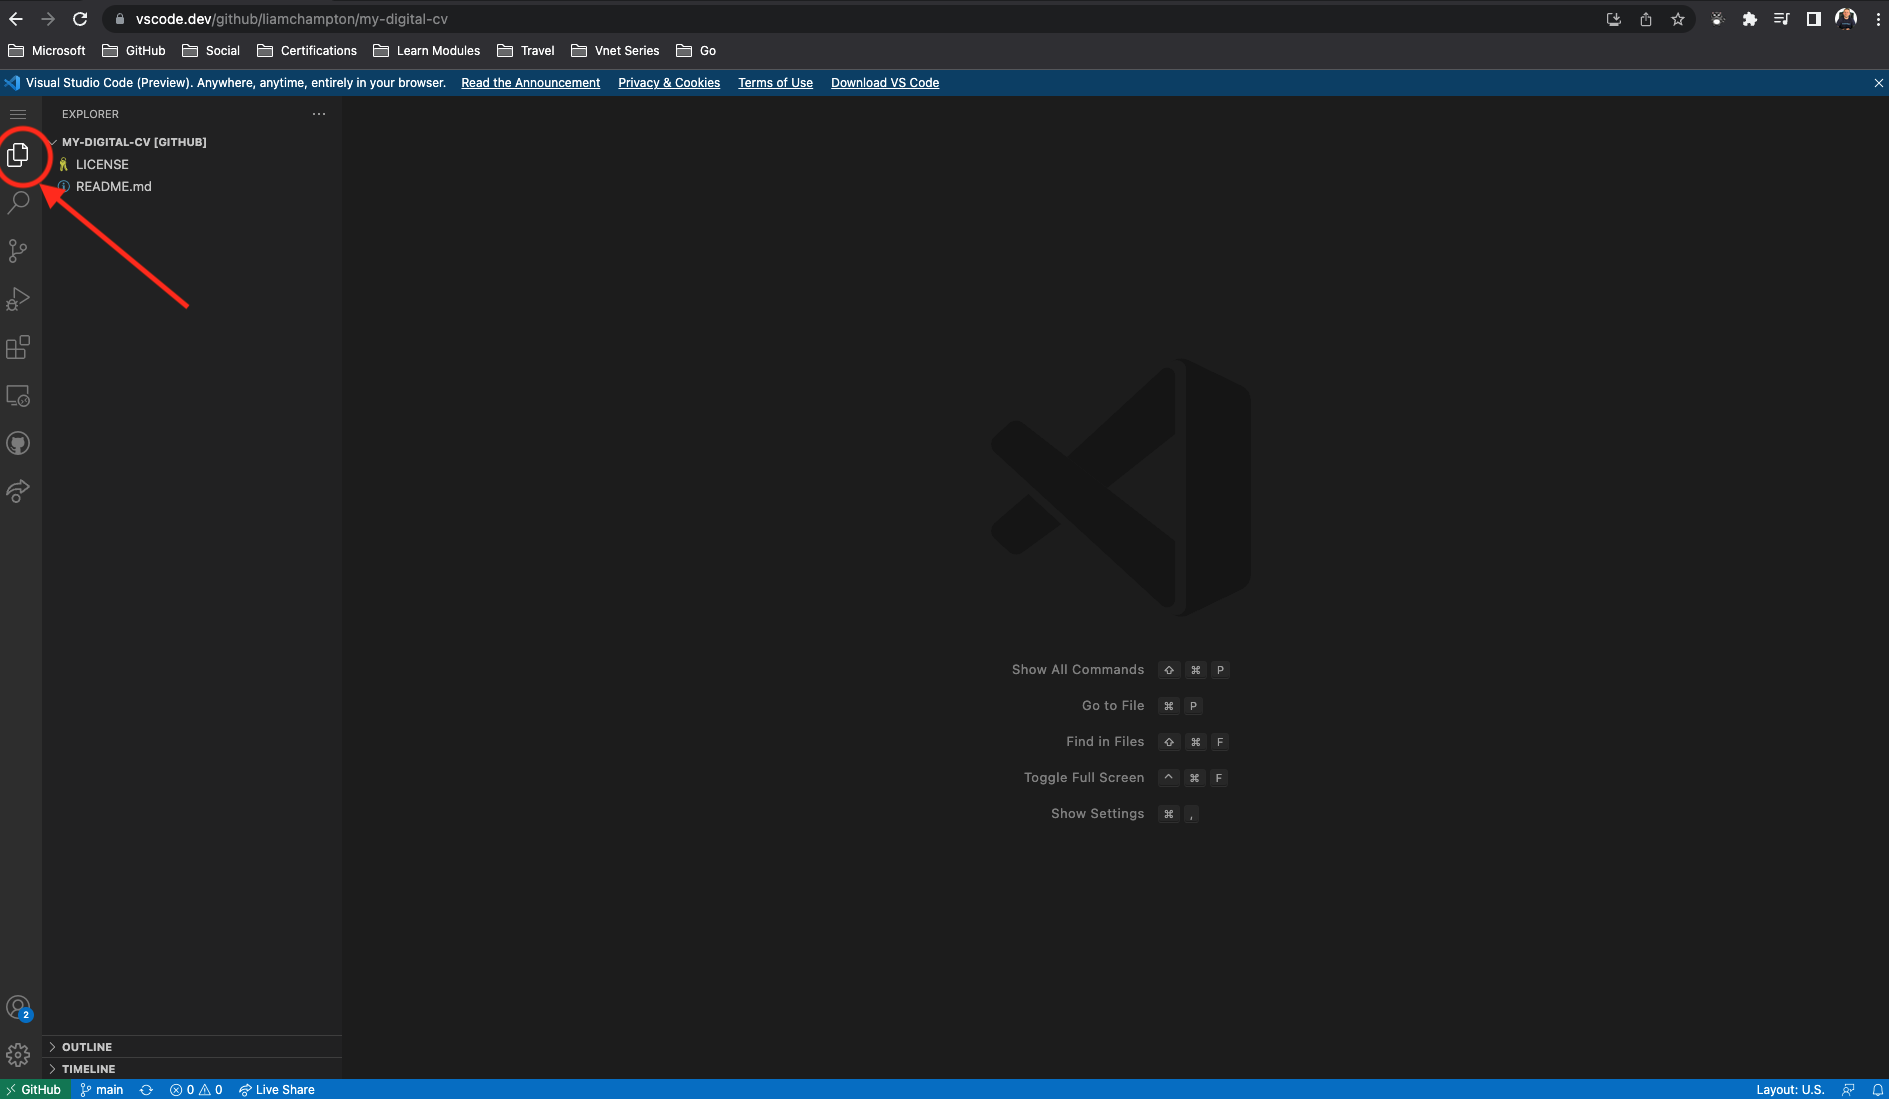 vscode.dev/github/liamchampton/my-digital-cv
Microsoft GitHub Social Certifications Learn Modules Travel Vnet Series Go
Visual Studio Code (Preview). Anywhere, anytime, entirely in your browser. Read the Announcement Privacy & Cookies Terms of Use Download VS Code
EXPLORER
MY-DIGITAL-CV [GITHUB]
LICENSE
README.md
Show All Commands ⇧ ⌘ P
Go to File ⌘ P
Find in Files ⇧ ⌘ F
Toggle Full Screen ^ ⌘ F
Show Settings ⌘ ,
2
OUTLINE
TIMELINE
GitHub main 0 0 Live Share Layout: U.S.